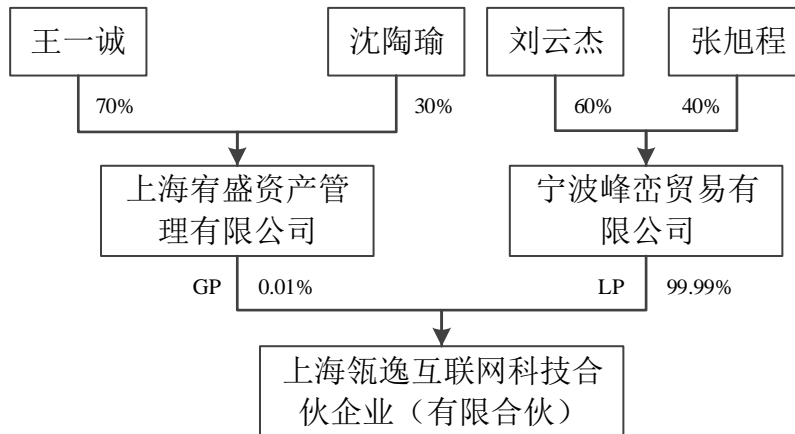 王一诚
沈陶瑜
刘云杰
张旭程
70%
30%
60%
40%
上海宥盛资产管
理有限公司
宁波峰峦贸易有
限公司
GP
0.01%
LP
99.99%
上海瓴逸互联网科技合
伙企业（有限合伙）